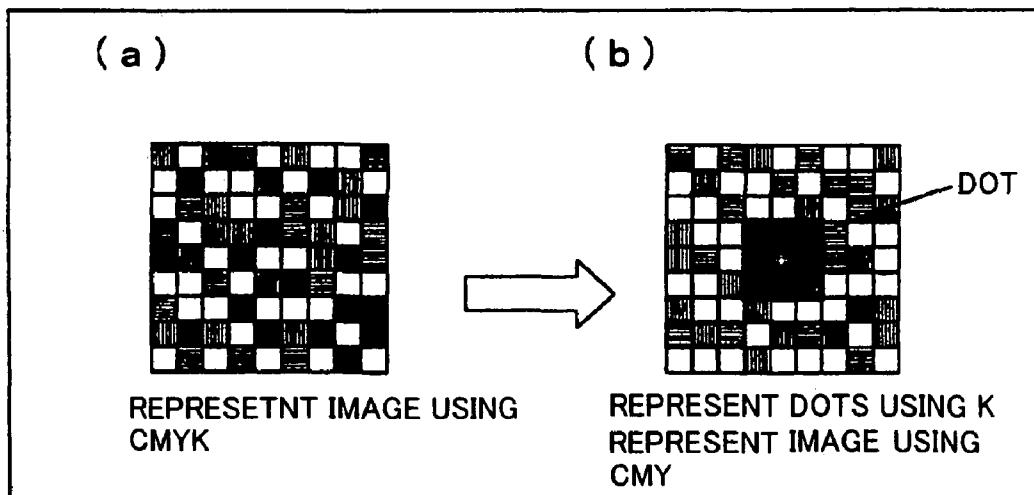 (a)
(b)
DOT
REPRESETNT IMAGE USING
CMYK
REPRESENT DOTS USING K
REPRESENT IMAGE USING
CMY